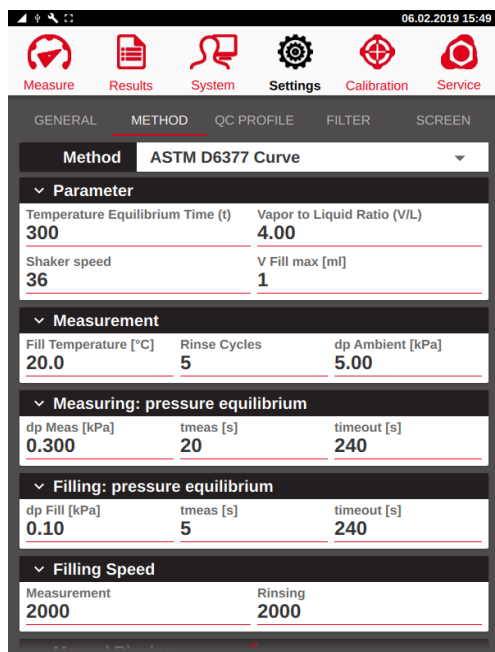 06.02.2019 15:49
Measure Results System Settings Calibration Service
GENERAL METHOD QC PROFILE FILTER SCREEN
Method ASTM D6377 Curve
Parameter
Temperature Equilibrium Time (t) Vapor to Liquid Ratio (V/L)
300 4.00
Shaker speed V Fill max [ml]
36 1
Measurement
Fill Temperature [°C] Rinse Cycles dp Ambient [kPa]
20.0 5 5.00
Measuring: pressure equilibrium
dp Meas [kPa] tmeas [s] timeout [s]
0.300 20 240
Filling: pressure equilibrium
dp Fill [kPa] tmeas [s] timeout [s]
0.10 5 240
Filling Speed
Measurement Rinsing
2000 2000